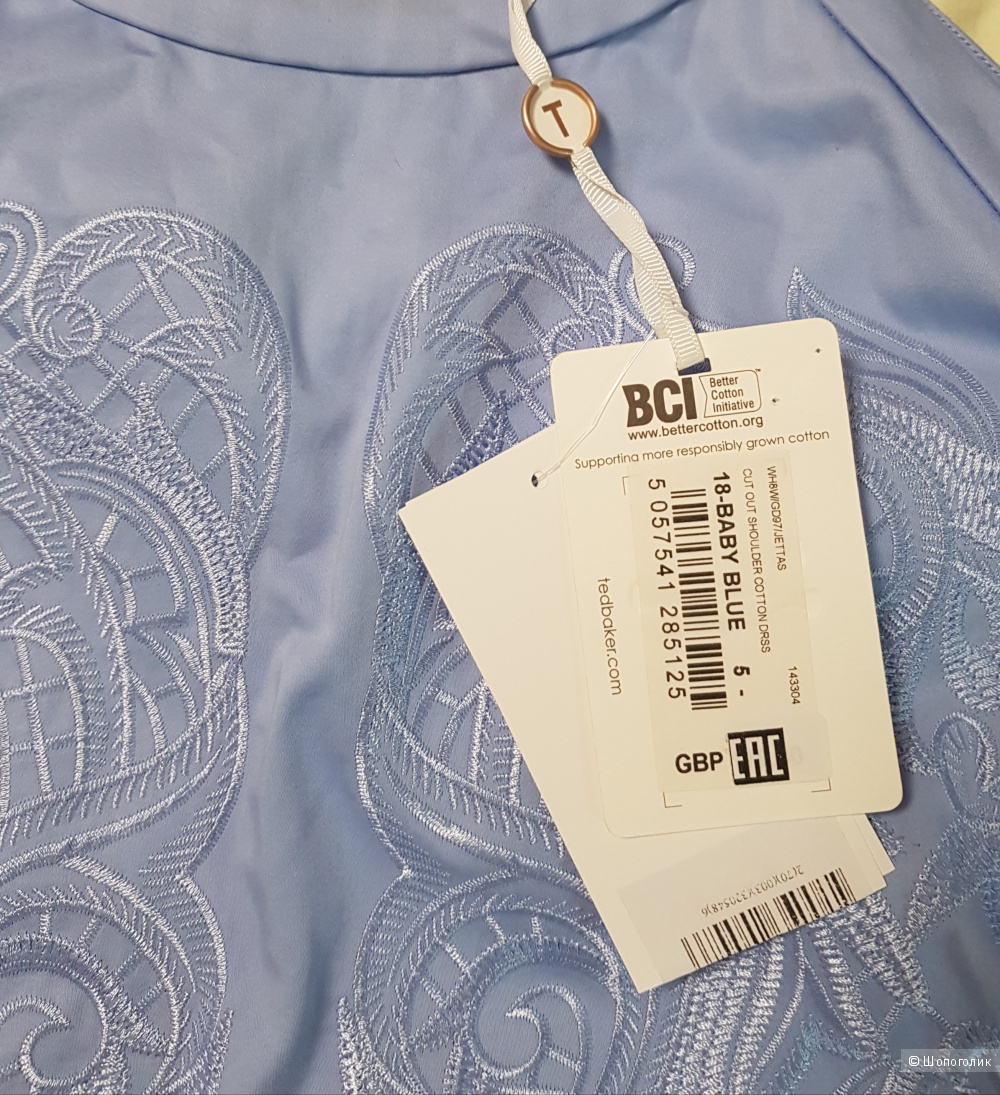 T
BCI
Better
Cotton
Initiative
www.bettercotton.org
Supporting more responsibly grown cotton
WH8W/GD97/JETTAS 143304
CUT OUT SHOULDER COTTON DRSS
18-BABY BLUE 5 -
5 057541 285125
tedbaker.com
GBP EAC
© Шопоголик